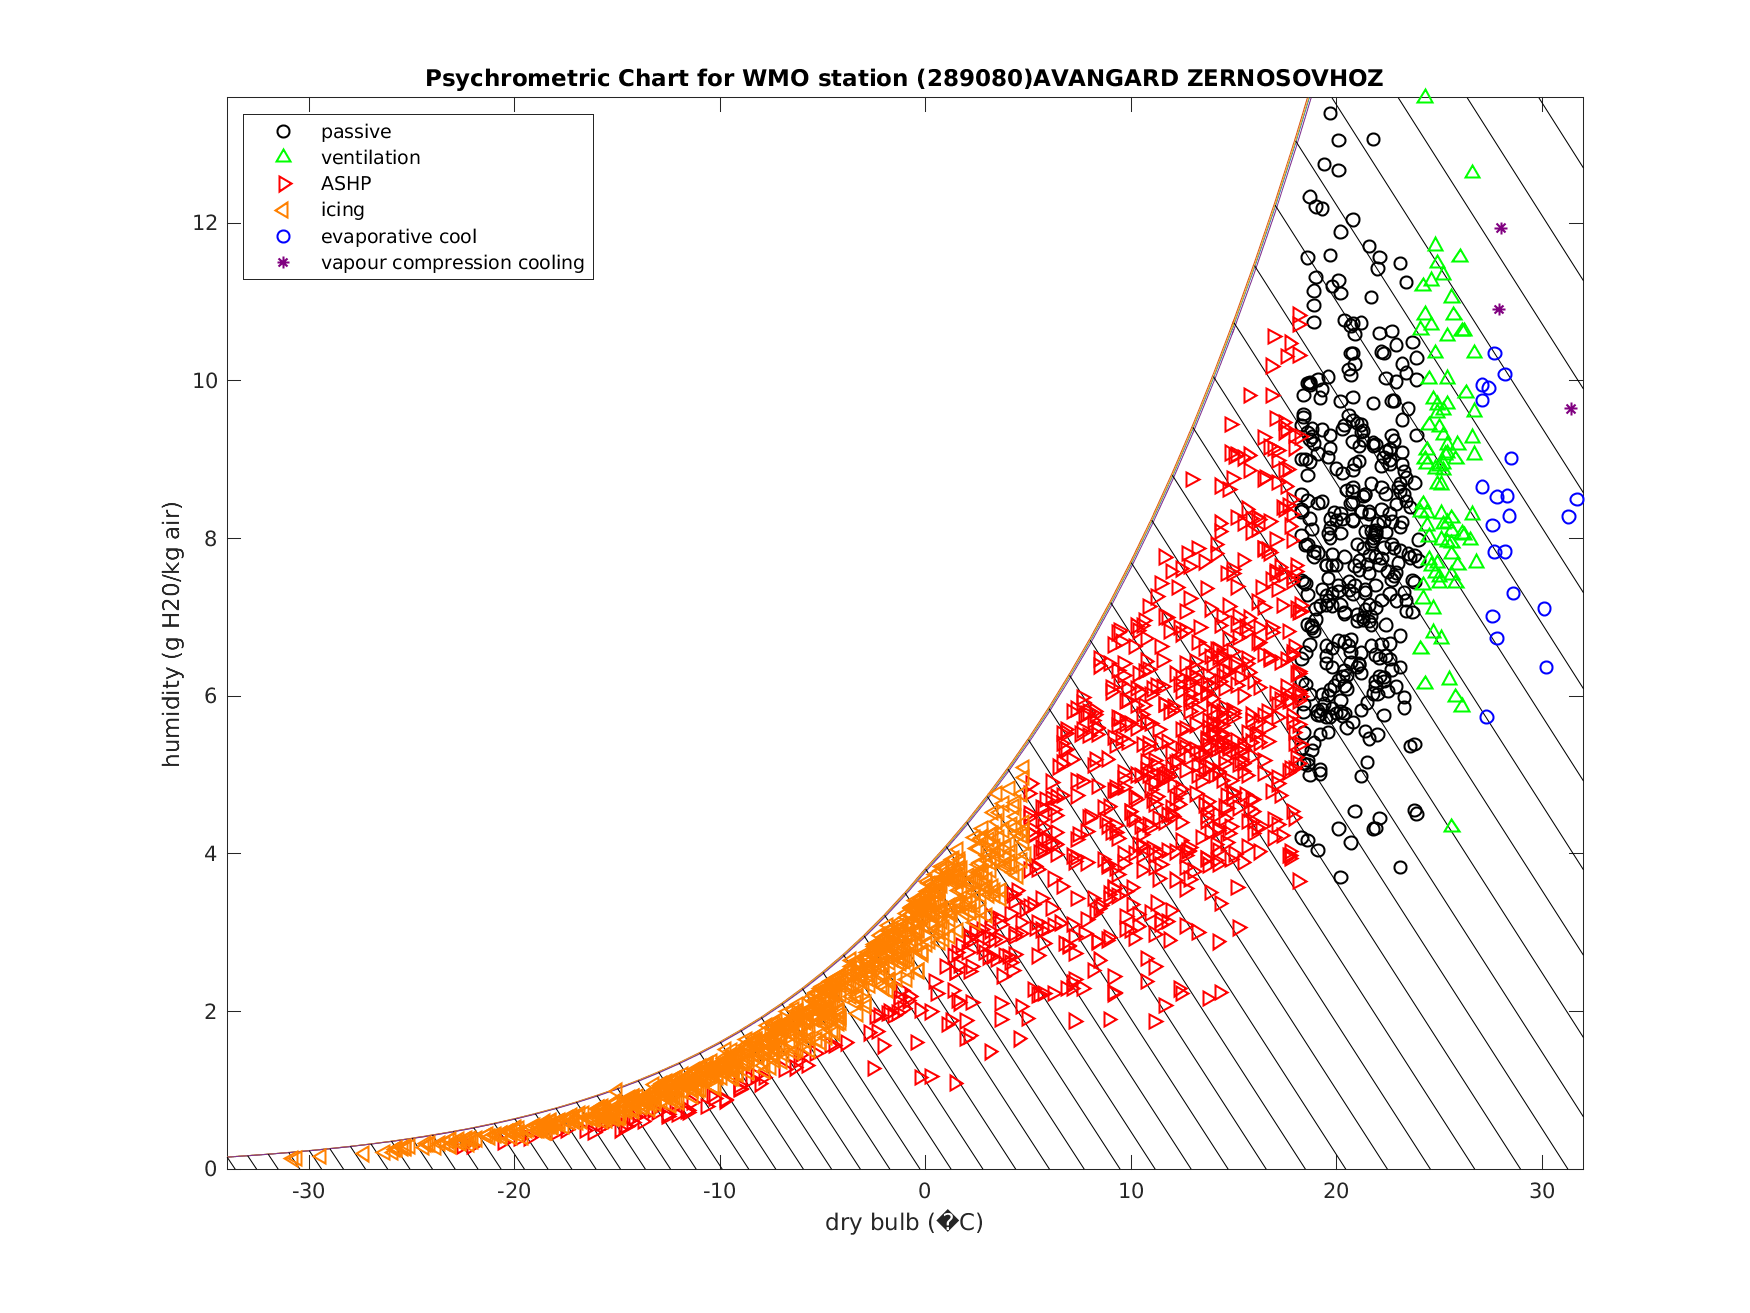 Psychrometric Chart for WMO station (289080)AVANGARD ZERNOSOVHOZ
passive
ventilation
ASHP
icing
evaporative cool
vapour compression cooling
humidity (g H20/kg air)
12
10
8
6
4
2
0
-30 -20 -10 0 10 20 30
dry bulb (�C)